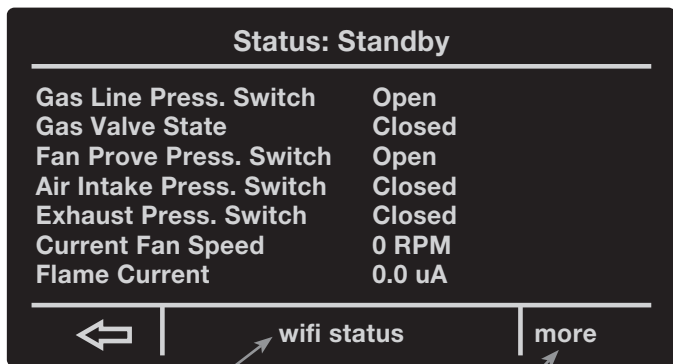 Status: Standby
Gas Line Press. Switch Open
Gas Valve State Closed
Fan Prove Press. Switch Open
Air Intake Press. Switch Closed
Exhaust Press. Switch Closed
Current Fan Speed 0 RPM
Flame Current 0.0 uA
wifi status more